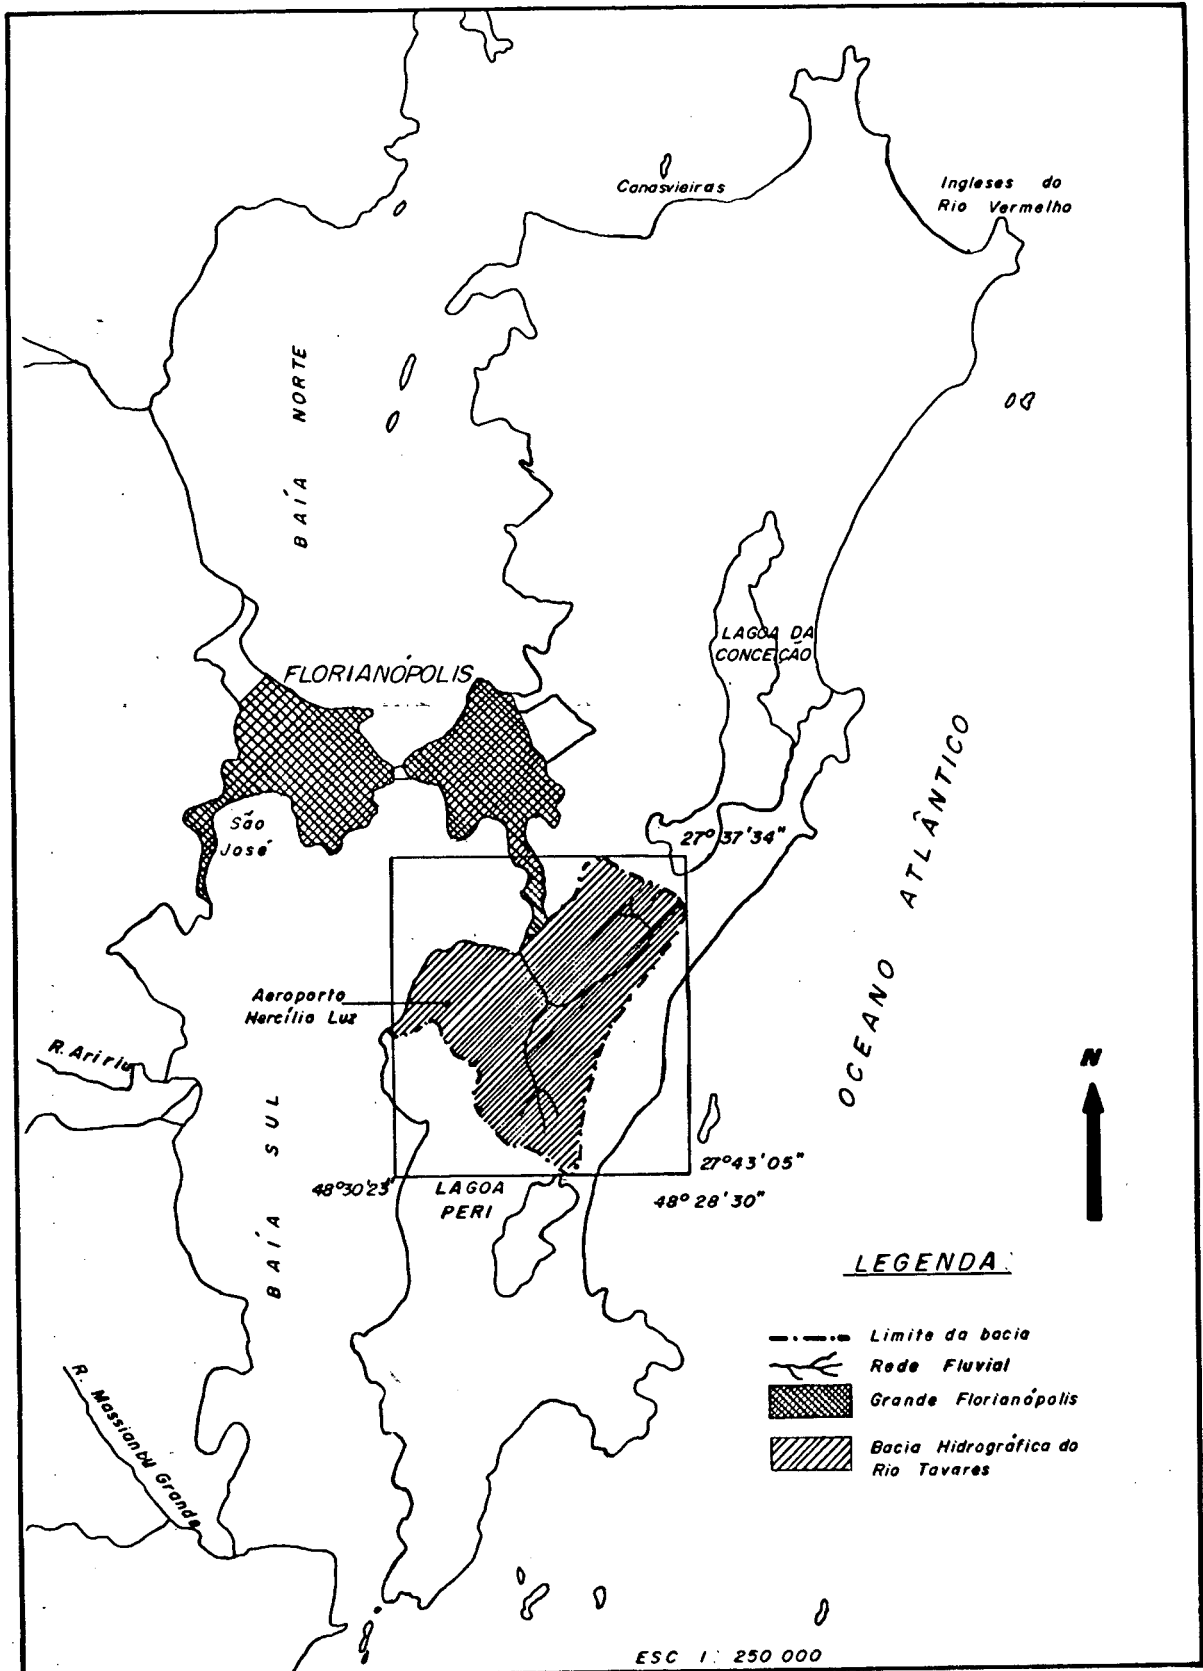 Canasvieiras
Ingleses do
Rio Vermelho
BAÍA NORTE
LAGOA DA
CONCEIÇÃO
FLORIANÓPOLIS
São
José
27° 37' 34"
OCEANO ATLÂNTICO
Aeroporto
Hercílio Luz
R. Aririu
N
BAÍA SUL
27° 43' 05"
48° 30' 23"
LAGOA
PERI
48° 28' 30"
LEGENDA:
Limite da bacia
Rede Fluvial
Grande Florianópolis
Bacia Hidrográfica do
Rio Tavares
R. Massiambú Grande
ESC 1: 250 000